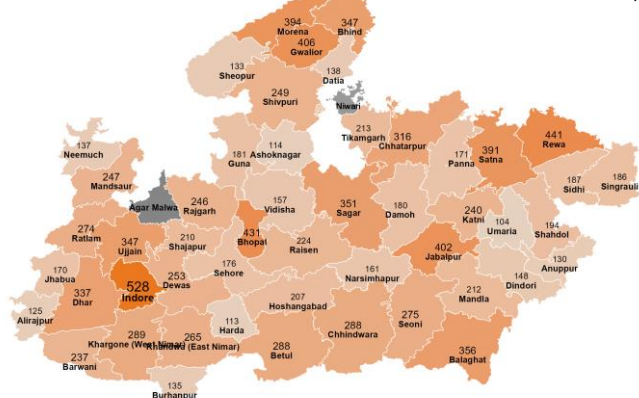 394
Morena
347
Bhind
406
Gwalior
133
Sheopur
138
Datia
249
Shivpuri
Niwari
213
Tikamgarh
316
Chhatarpur
441
Rewa
391
Satna
171
Panna
187
Sidhi
186
Singrauli
137
Neemuch
247
Mandsaur
181
Guna
114
Ashoknagar
Agar Malwa
246
Rajgarh
157
Vidisha
351
Sagar
180
Damoh
240
Katni
104
Umaria
194
Shahdol
274
Ratlam
347
Ujjain
210
Shajapur
431
Bhopal
224
Raisen
402
Jabalpur
130
Anuppur
170
Jhabua
337
Dhar
528
Indore
253
Dewas
176
Sehore
161
Narsimhapur
148
Dindori
212
Mandla
125
Alirajpur
207
Hoshangabad
113
Harda
289
Khargone (West Nimar)
265
Khandwa (East Nimar)
288
Betul
288
Chhindwara
275
Seoni
356
Balaghat
237
Barwani
135
Burhanpur